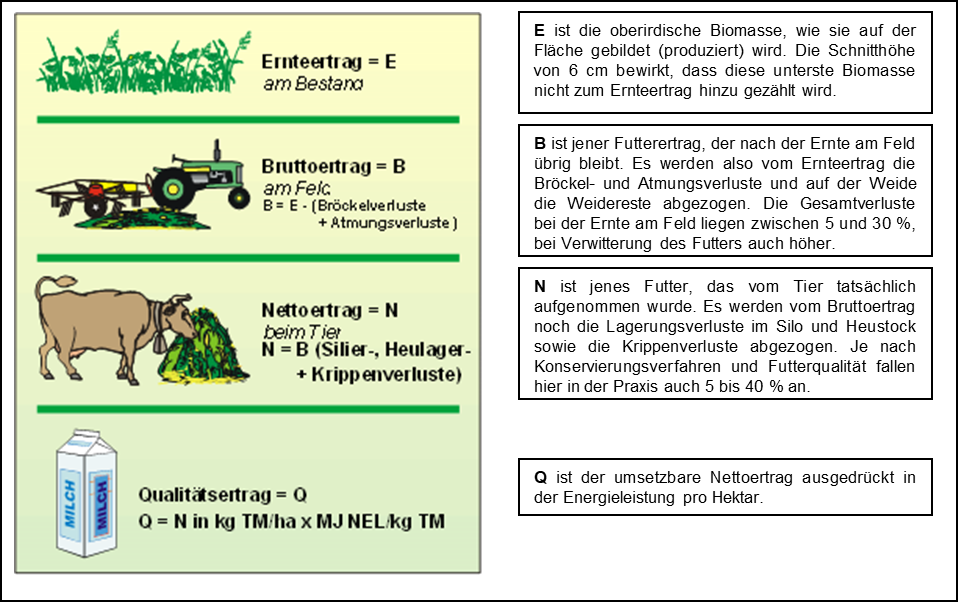 Ernteertrag = E
am Bestand
E ist die oberirdische Biomasse, wie sie auf der
Fläche gebildet (produziert) wird. Die Schnitthöhe
von 6 cm bewirkt, dass diese unterste Biomasse
nicht zum Ernteertrag hinzu gezählt wird.
Bruttoertrag = B
am Feld
B = E - (Bröckelverluste
+ Atmungsverluste)
B ist jener Futterertrag, der nach der Ernte am Feld
übrig bleibt. Es werden also vom Ernteertrag die
Bröckel- und Atmungsverluste und auf der Weide
die Weidereste abgezogen. Die Gesamtverluste
bei der Ernte am Feld liegen zwischen 5 und 30 %,
bei Verwitterung des Futters auch höher.
Nettoertrag = N
beim Tier
N = B (Silier-, Heulager-
+ Krippenverluste)
N ist jenes Futter, das vom Tier tatsächlich
aufgenommen wurde. Es werden vom Bruttoertrag
noch die Lagerungsverluste im Silo und Heustock
sowie die Krippenverluste abgezogen. Je nach
Konservierungsverfahren und Futterqualität fallen
hier in der Praxis auch 5 bis 40 % an.
MILCH
MILCH
Qualitätsertrag = Q
Q = N in kg TM/ha x MJ NEL/kg TM
Q ist der umsetzbare Nettoertrag ausgedrückt in
der Energieleistung pro Hektar.